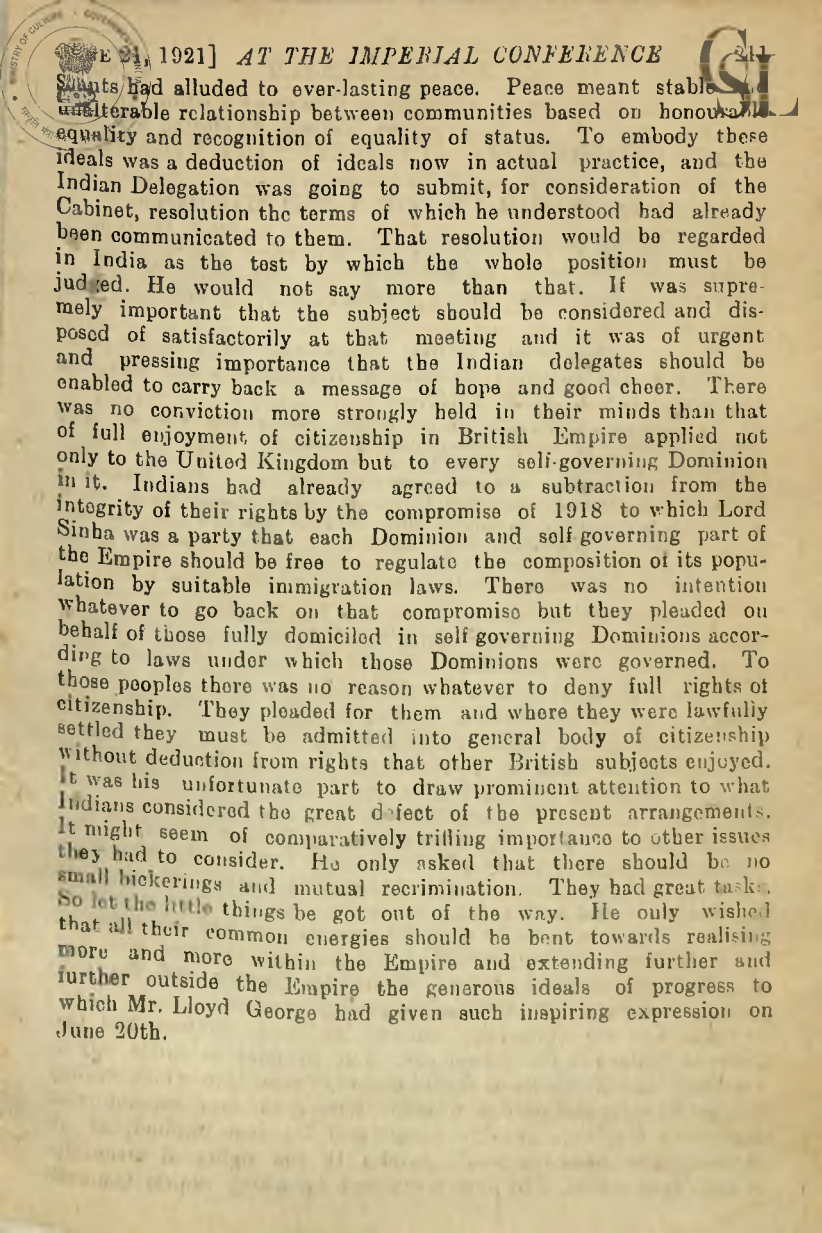 E 21, 1921] AT THE IMPERIAL CONFERENCE 211
had alluded to ever-lasting peace. Peace meant stable
unalterable relationship between communities based on honourable
equality and recognition of equality of status. To embody these
ideals was a deduction of ideals now in actual practice, and the
Indian Delegation was going to submit, for consideration of the
Cabinet, resolution the terms of which he understood had already
been communicated to them. That resolution would be regarded
in India as the test by which the whole position must be
judged. He would not say more than that. If was supre-
mely important that the subject should be considered and dis-
posed of satisfactorily at that meeting and it was of urgent
and pressing importance that the Indian delegates should be
enabled to carry back a message of hope and good cheer. There
was no conviction more strongly held in their minds than that
of full enjoyment of citizenship in British Empire applied not
only to the United Kingdom but to every self-governing Dominion
in it. Indians had already agreed to a subtraction from the
integrity of their rights by the compromise of 1918 to which Lord
Sinha was a party that each Dominion and self governing part of
the Empire should be free to regulate the composition of its popu-
lation by suitable immigration laws. There was no intention
whatever to go back on that compromise but they pleaded on
behalf of those fully domiciled in self governing Dominions accor-
ding to laws under which those Dominions were governed. To
those peoples there was no reason whatever to deny full rights of
citizenship. They pleaded for them and where they were lawfully
settled they must be admitted into general body of citizenship
without deduction from rights that other British subjects enjoyed.
It was his unfortunate part to draw prominent attention to what
Indians considered the great defect of the present arrangements.
It might seem of comparatively trifling importance to other issues
they had to consider. He only asked that there should be no
small bickerings and mutual recrimination. They had great tasks.
So let the little things be got out of the way. He only wished
that all their common energies should be bent towards realising
more and more within the Empire and extending further and
further outside the Empire the generous ideals of progress to
which Mr. Lloyd George had given such inspiring expression on
June 20th.